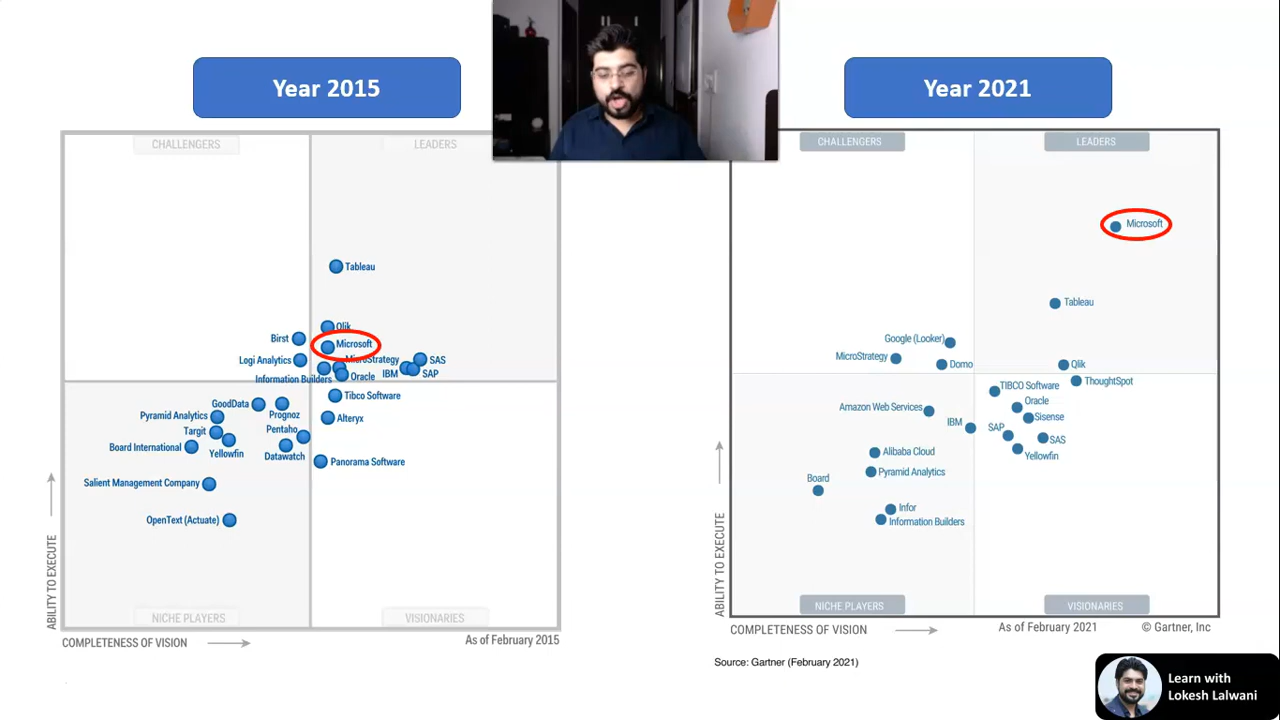 Year 2015
CHALLENGERS
LEADERS
Tableau
Qlik
Birst
Microsoft
Logi Analytics
MicroStrategy
SAS
Information Builders
Oracle
IBM
SAP
Tibco Software
GoodData
Prognoz
Pyramid Analytics
Alteryx
Targit
Pentaho
Board International
Yellowfin
Datawatch
Panorama Software
Salient Management Company
OpenText (Actuate)
ABILITY TO EXECUTE
NICHE PLAYERS
VISIONARIES
COMPLETENESS OF VISION
As of February 2015
Year 2021
CHALLENGERS
LEADERS
Microsoft
Tableau
Google (Looker)
MicroStrategy
Domo
Qlik
ThoughtSpot
TIBCO Software
Amazon Web Services
Oracle
Sisense
IBM
SAP
SAS
Alibaba Cloud
Yellowfin
Pyramid Analytics
Board
Infor
Information Builders
ABILITY TO EXECUTE
NICHE PLAYERS
VISIONARIES
COMPLETENESS OF VISION
As of February 2021
© Gartner, Inc
Source: Gartner (February 2021)
Learn with
Lokesh Lalwani